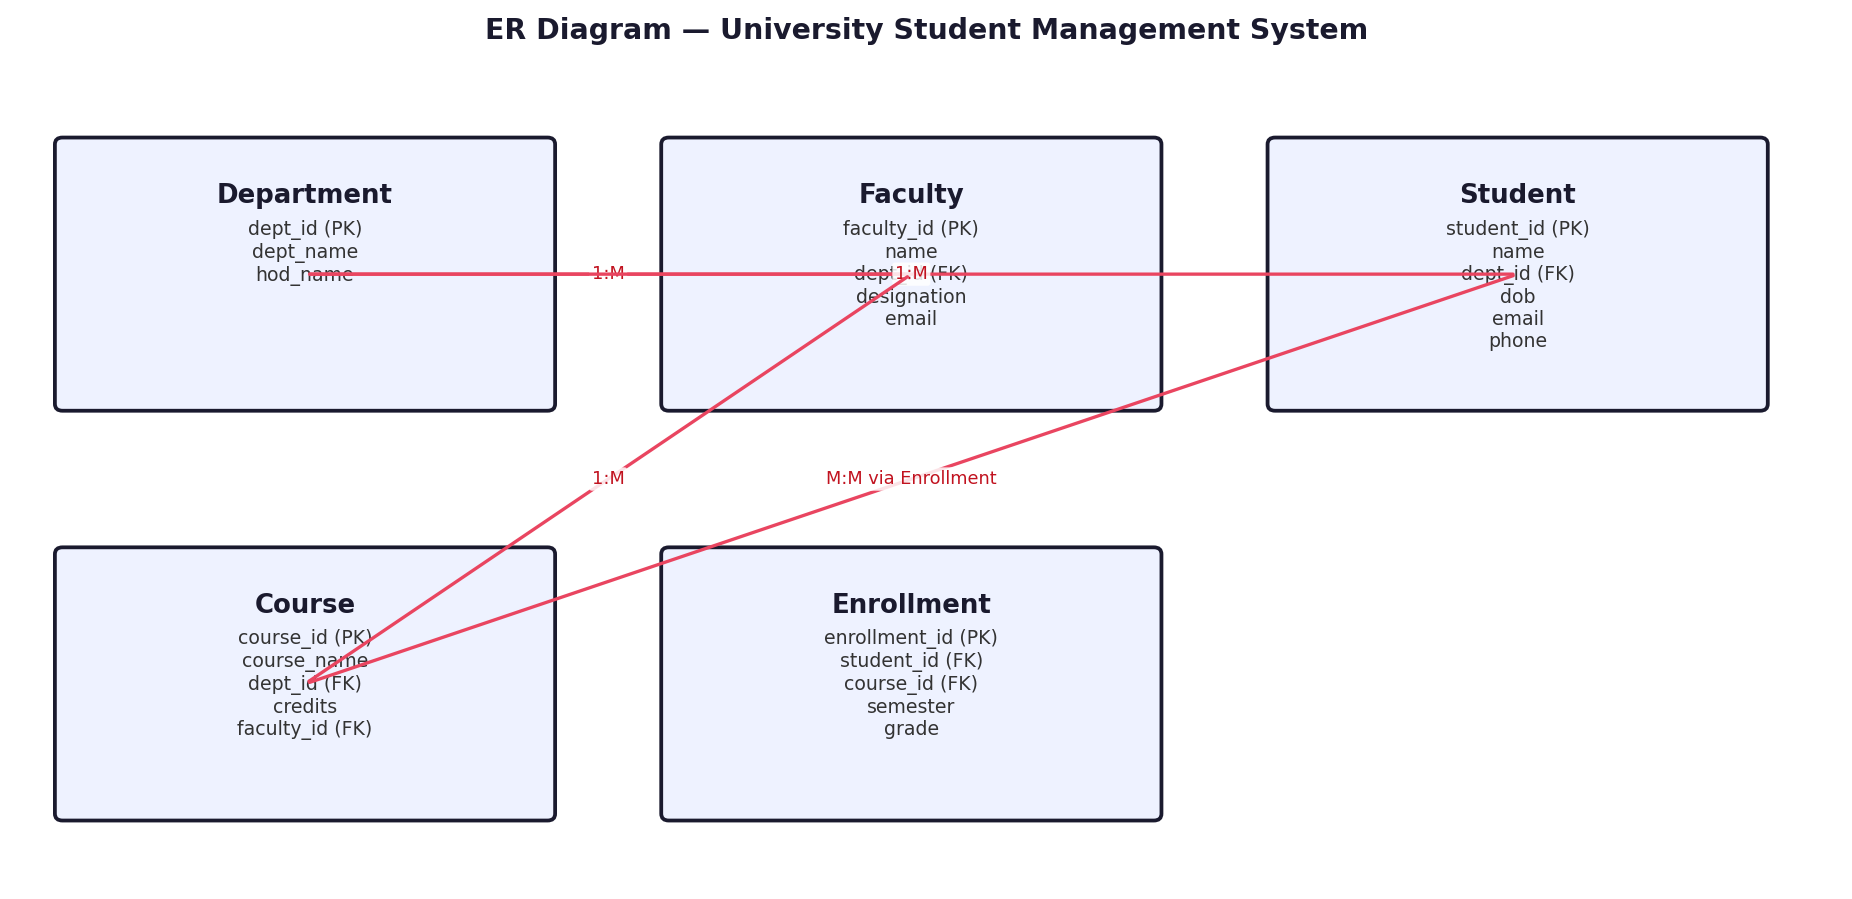 ER Diagram — University Student Management System
Department
dept_id (PK)
dept_name
hod_name
1:M
Faculty
faculty_id (PK)
name
dept (FK)
1:M
designation
email
Student
student_id (PK)
name
dept_id (FK)
dob
email
phone
1:M
M:M via Enrollment
Course
course_id (PK)
course_name
dept_id (FK)
credits
faculty_id (FK)
Enrollment
enrollment_id (PK)
student_id (FK)
course_id (FK)
semester
grade